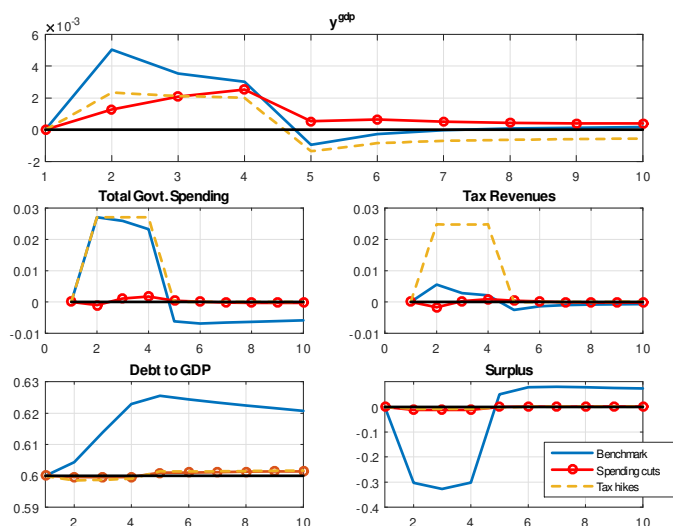 ×10⁻³
y^gdp
6
4
2
0
-2
1 2 3 4 5 6 7 8 9 10
Total Govt. Spending
0.03
0.02
0.01
0
-0.01
0 2 4 6 8 10
Tax Revenues
0.03
0.02
0.01
0
-0.01
0 2 4 6 8 10
Debt to GDP
0.63
0.62
0.61
0.6
0.59
2 4 6 8 10
Surplus
0.1
0
-0.1
-0.2
-0.3
-0.4
2 4 6 8 10
Benchmark
Spending cuts
Tax hikes